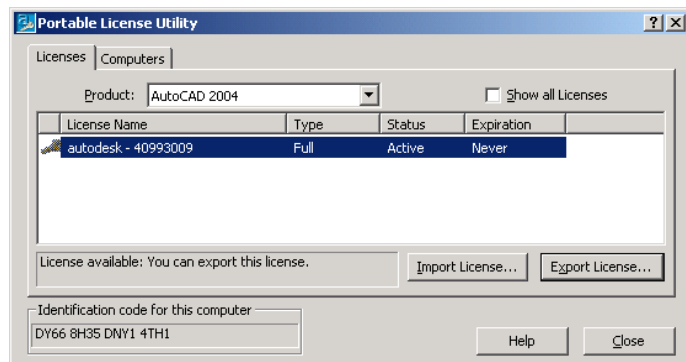 Portable License Utility
Licenses Computers
Product: AutoCAD 2004 Show all Licenses
License Name Type Status Expiration
autodesk - 40993009 Full Active Never
License available: You can export this license.
Import License... Export License...
Identification code for this computer
DY66 8H35 DNY1 4TH1
Help Close